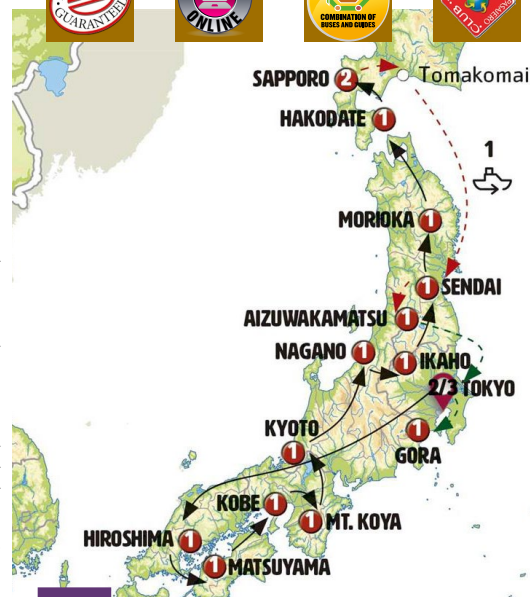 GUARANTEE
ONLINE
COMBINATION OF
BUSES AND GUIDES
CLUB
SAPPORO 2
Tomakomai
HAKODATE 1
1
MORIOKA 1
1 SENDAI
AIZUWAKAMATSU 1
NAGANO 1
1 IKAHO
2/3 TOKYO
KYOTO
1
1
GORA
KOBE 1
1 MT. KOYA
HIROSHIMA 1
1 MATSUYAMA